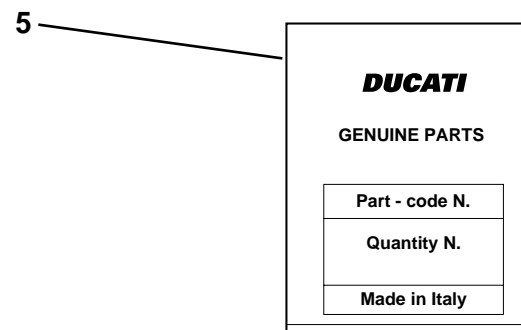 5
DUCATI
GENUINE PARTS
Part - code N.
Quantity N.
Made in Italy